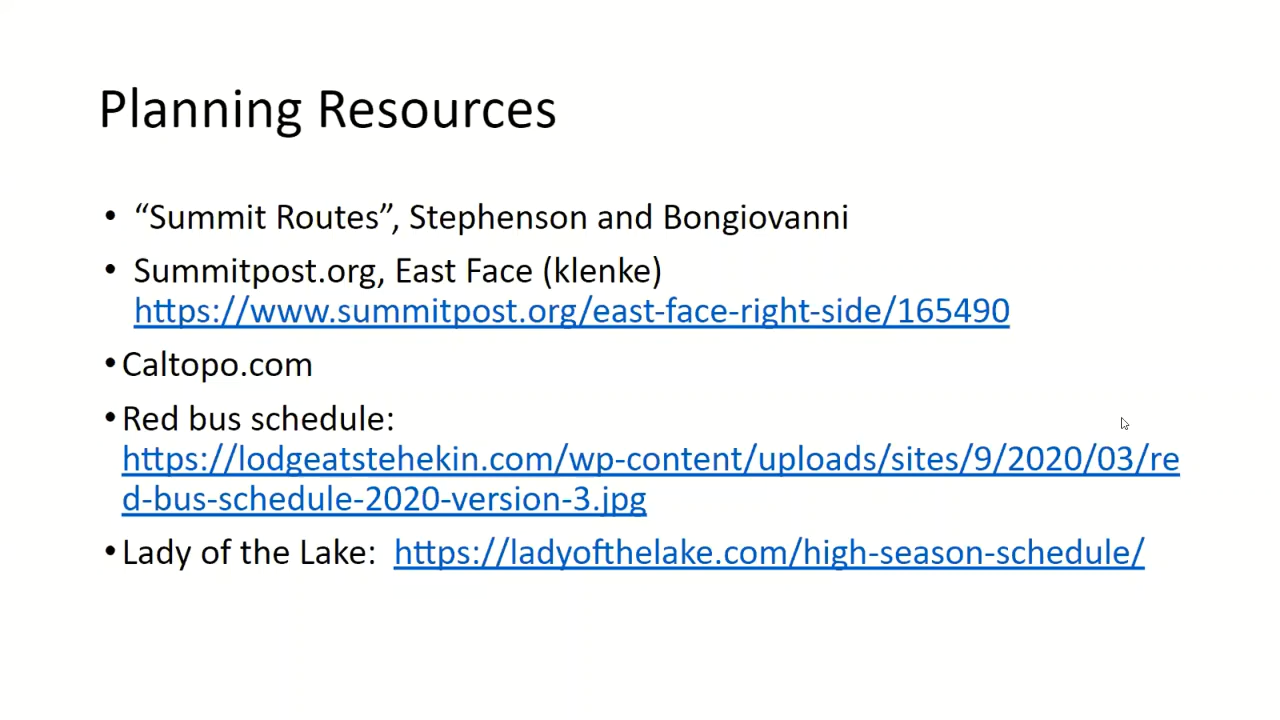 Planning Resources
• “Summit Routes”, Stephenson and Bongiovanni
• Summitpost.org, East Face (klenke)
https://www.summitpost.org/east-face-right-side/165490
• Caltopo.com
• Red bus schedule:
https://lodgeatstehekin.com/wp-content/uploads/sites/9/2020/03/re
d-bus-schedule-2020-version-3.jpg
• Lady of the Lake: https://ladyofthelake.com/high-season-schedule/